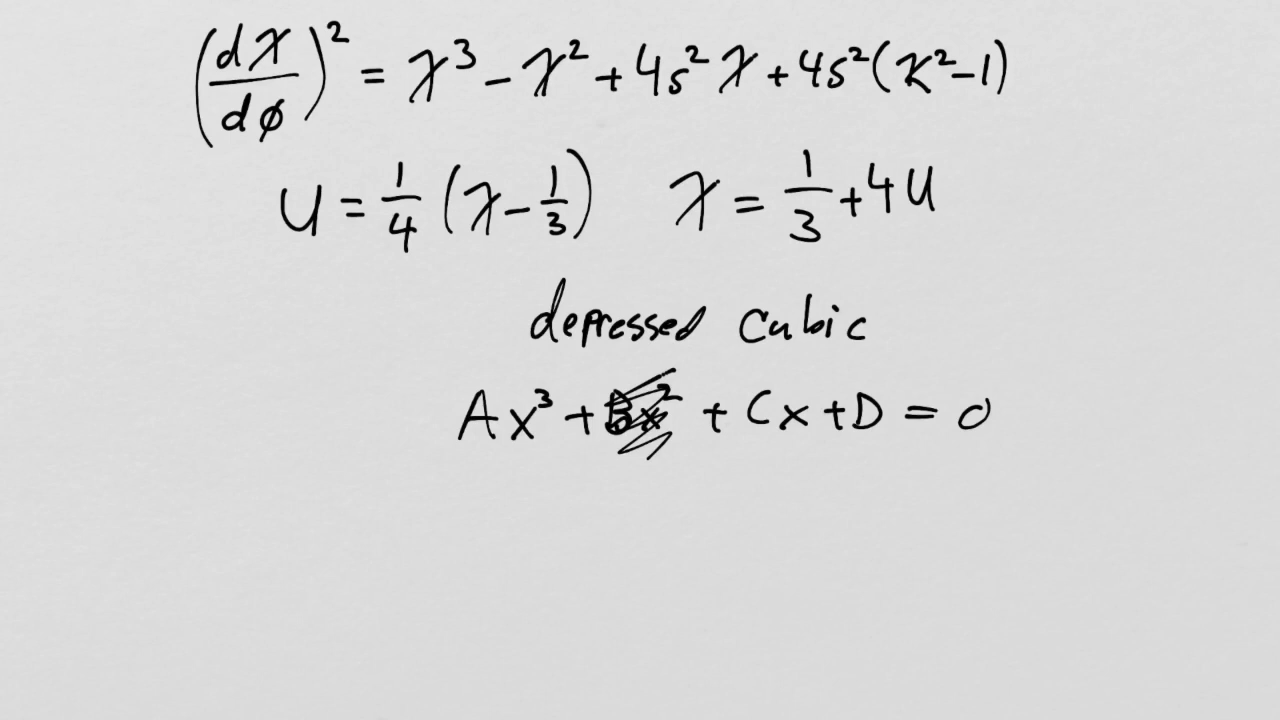 (dχ/dφ)² = χ³ − χ² + 4s²χ + 4s²(κ²−1)
U = 1/4 (χ − 1/3) χ = 1/3 + 4U
depressed cubic
Ax³ + Bx² + Cx + D = 0